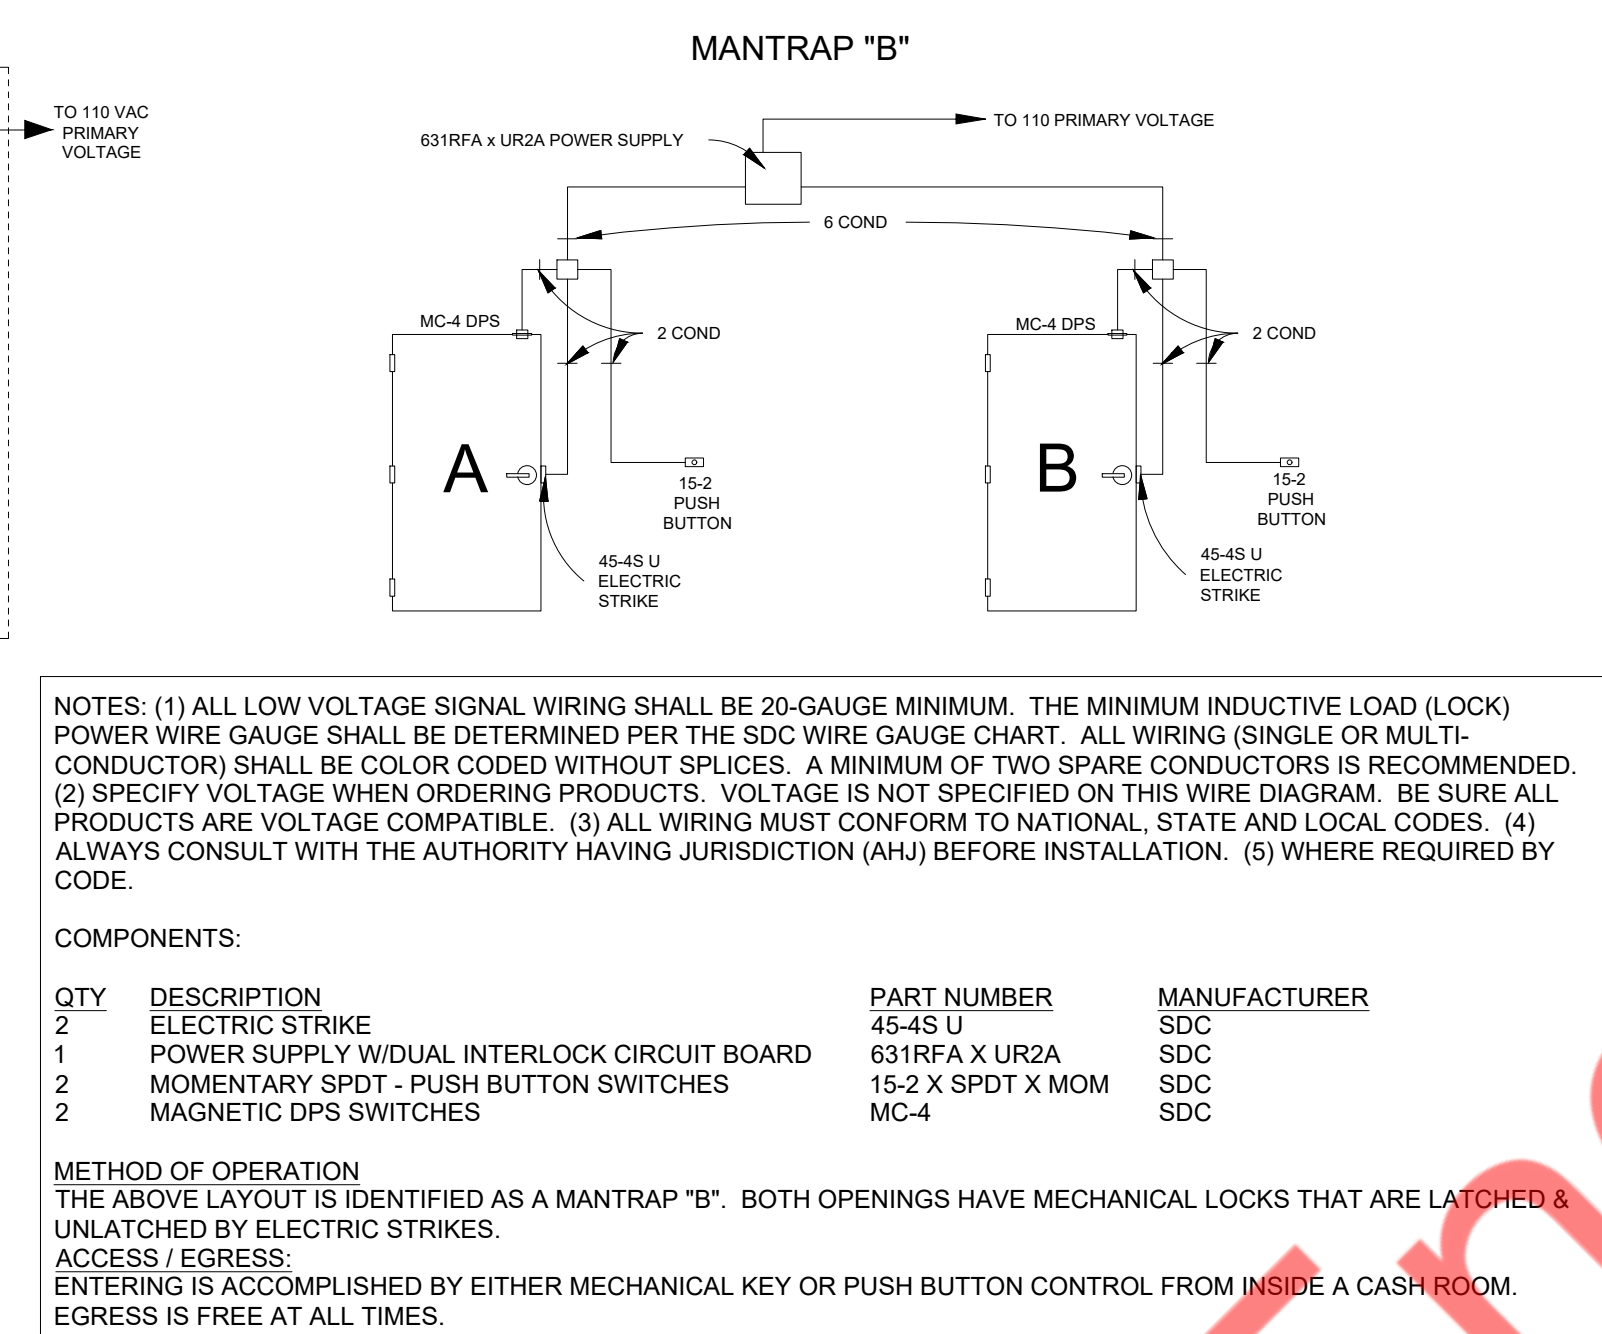 MANTRAP "B"
TO 110 VAC
PRIMARY
VOLTAGE
631RFA x UR2A POWER SUPPLY
TO 110 PRIMARY VOLTAGE
6 COND
MC-4 DPS
2 COND
MC-4 DPS
2 COND
A
B
15-2
PUSH
BUTTON
15-2
PUSH
BUTTON
45-4S U
ELECTRIC
STRIKE
45-4S U
ELECTRIC
STRIKE
NOTES: (1) ALL LOW VOLTAGE SIGNAL WIRING SHALL BE 20-GAUGE MINIMUM. THE MINIMUM INDUCTIVE LOAD (LOCK)
POWER WIRE GAUGE SHALL BE DETERMINED PER THE SDC WIRE GAUGE CHART. ALL WIRING (SINGLE OR MULTI-
CONDUCTOR) SHALL BE COLOR CODED WITHOUT SPLICES. A MINIMUM OF TWO SPARE CONDUCTORS IS RECOMMENDED.
(2) SPECIFY VOLTAGE WHEN ORDERING PRODUCTS. VOLTAGE IS NOT SPECIFIED ON THIS WIRE DIAGRAM. BE SURE ALL
PRODUCTS ARE VOLTAGE COMPATIBLE. (3) ALL WIRING MUST CONFORM TO NATIONAL, STATE AND LOCAL CODES. (4)
ALWAYS CONSULT WITH THE AUTHORITY HAVING JURISDICTION (AHJ) BEFORE INSTALLATION. (5) WHERE REQUIRED BY
CODE.
COMPONENTS:
QTY DESCRIPTION PART NUMBER MANUFACTURER
2 ELECTRIC STRIKE 45-4S U SDC
1 POWER SUPPLY W/DUAL INTERLOCK CIRCUIT BOARD 631RFA X UR2A SDC
2 MOMENTARY SPDT - PUSH BUTTON SWITCHES 15-2 X SPDT X MOM SDC
2 MAGNETIC DPS SWITCHES MC-4 SDC
METHOD OF OPERATION
THE ABOVE LAYOUT IS IDENTIFIED AS A MANTRAP "B". BOTH OPENINGS HAVE MECHANICAL LOCKS THAT ARE LATCHED &
UNLATCHED BY ELECTRIC STRIKES.
ACCESS / EGRESS:
ENTERING IS ACCOMPLISHED BY EITHER MECHANICAL KEY OR PUSH BUTTON CONTROL FROM INSIDE A CASH ROOM.
EGRESS IS FREE AT ALL TIMES.